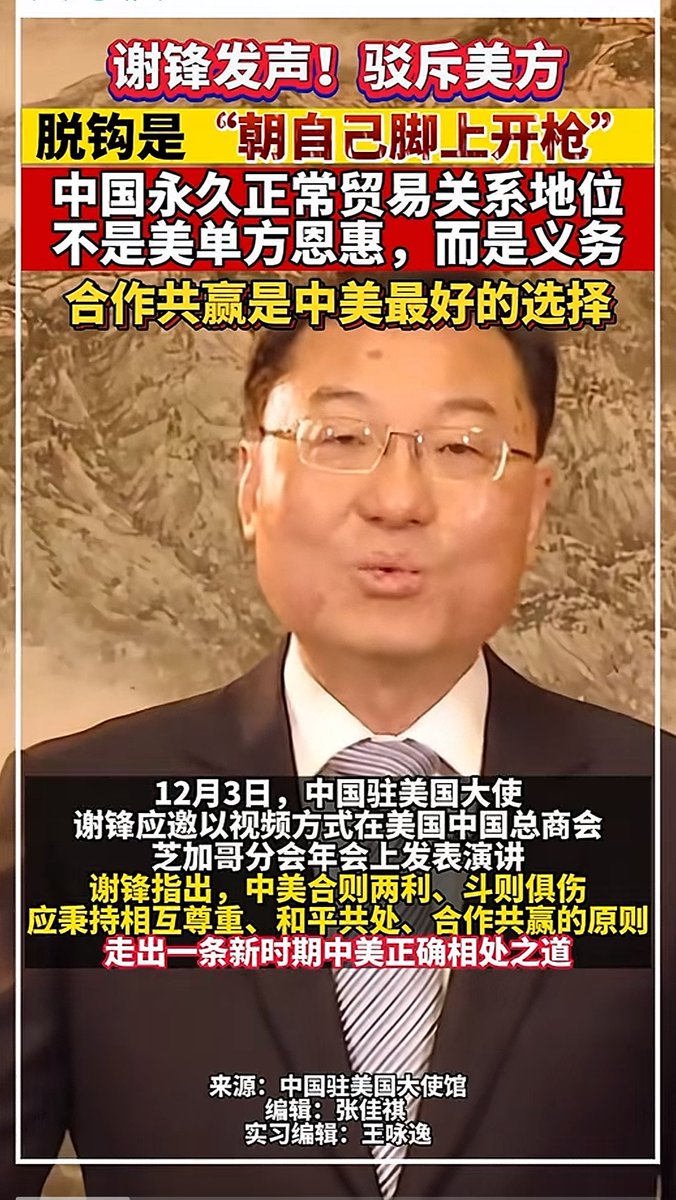 谢锋发声！驳斥美方
脱钩是“朝自己脚上开枪”
中国永久正常贸易关系地位
不是美单方恩惠，而是义务
合作共赢是中美最好的选择
12月3日，中国驻美国大使
谢锋应邀以视频方式在美国中国总商会
芝加哥分会年会上发表演讲
谢锋指出，中美合则两利、斗则俱伤
应秉持相互尊重、和平共处、合作共赢的原则
走出一条新时期中美正确相处之道
来源：中国驻美国大使馆
编辑：张佳祺
实习编辑：王咏逸